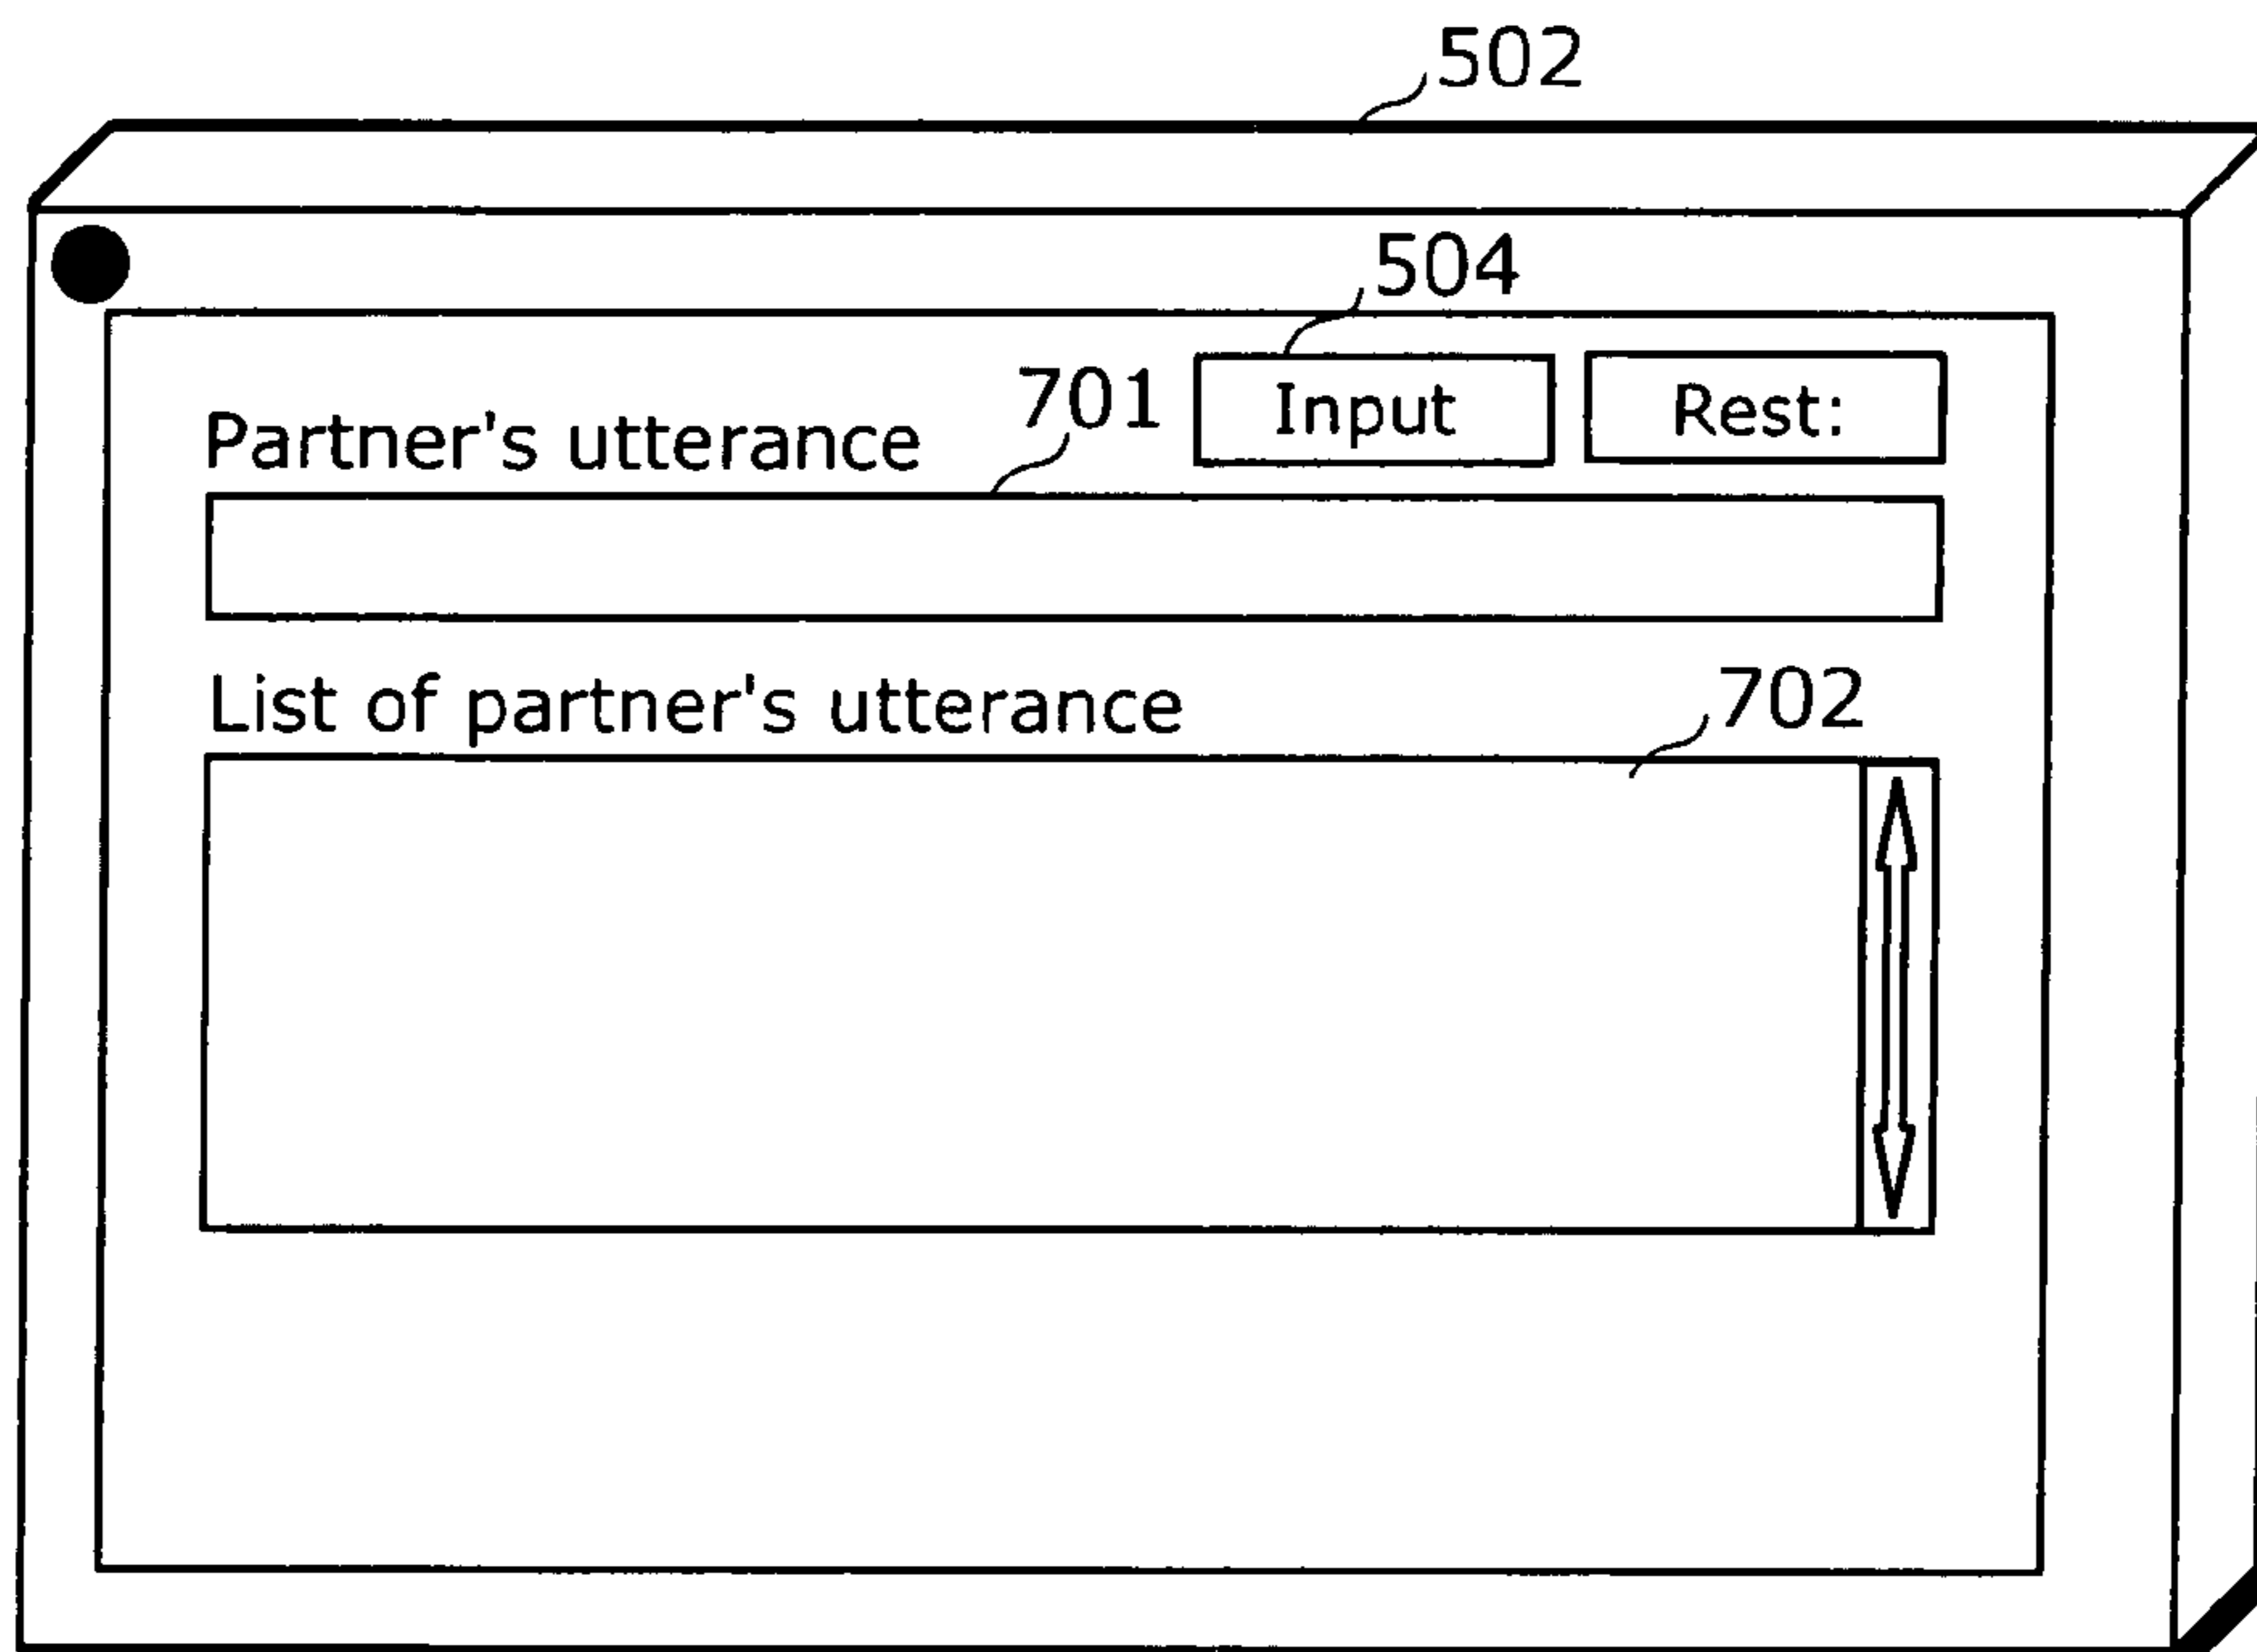 502
504
701 Input Rest:
Partner's utterance
List of partner's utterance
702